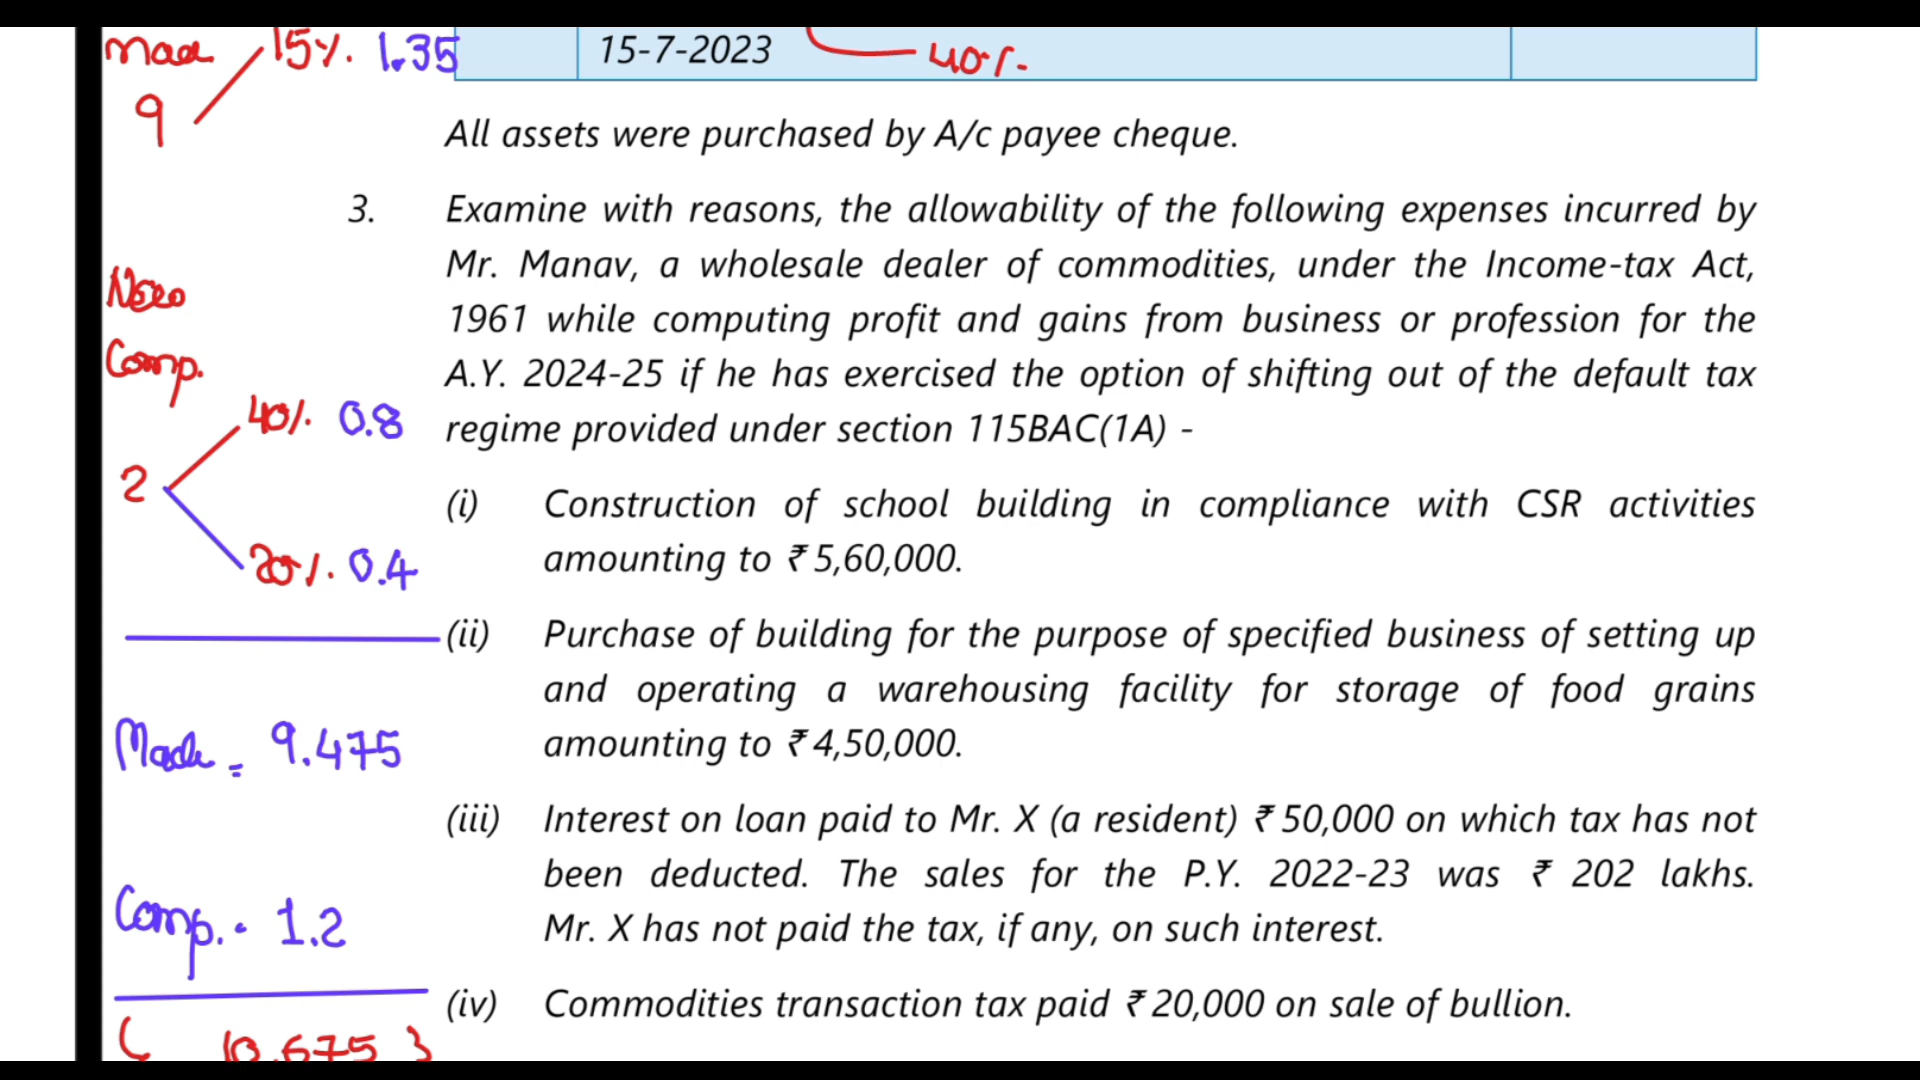 Mach 15%. 1.35
9
15-7-2023
40%.
All assets were purchased by A/c payee cheque.
3. Examine with reasons, the allowability of the following expenses incurred by
Mr. Manav, a wholesale dealer of commodities, under the Income-tax Act,
1961 while computing profit and gains from business or profession for the
A.Y. 2024-25 if he has exercised the option of shifting out of the default tax
regime provided under section 115BAC(1A) -
(i) Construction of school building in compliance with CSR activities
amounting to ₹ 5,60,000.
(ii) Purchase of building for the purpose of specified business of setting up
and operating a warehousing facility for storage of food grains
amounting to ₹ 4,50,000.
(iii) Interest on loan paid to Mr. X (a resident) ₹ 50,000 on which tax has not
been deducted. The sales for the P.Y. 2022-23 was ₹ 202 lakhs.
Mr. X has not paid the tax, if any, on such interest.
(iv) Commodities transaction tax paid ₹ 20,000 on sale of bullion.
Comp.
40%. 0.8
2
20%. 0.4
Mach = 9.475
Comp. = 1.2
10.675